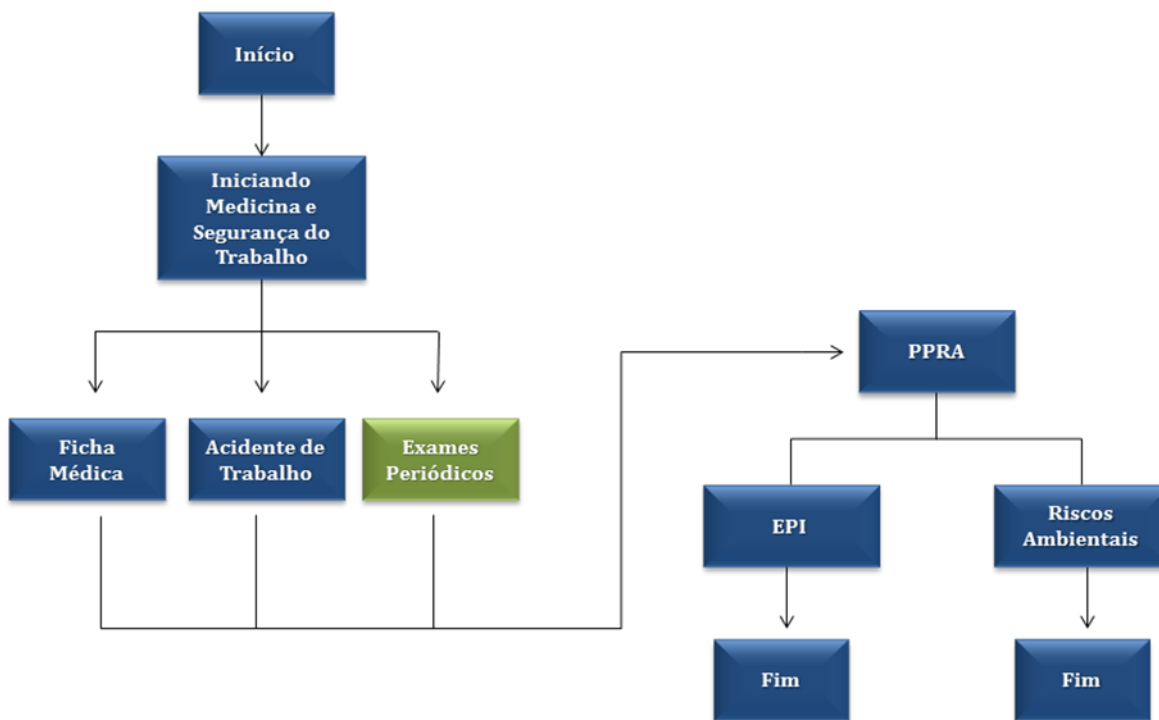 Início
Iniciando
Medicina e
Segurança do
Trabalho
Ficha
Médica
Acidente de
Trabalho
Exames
Periódicos
PPRA
EPI
Riscos
Ambientais
Fim
Fim